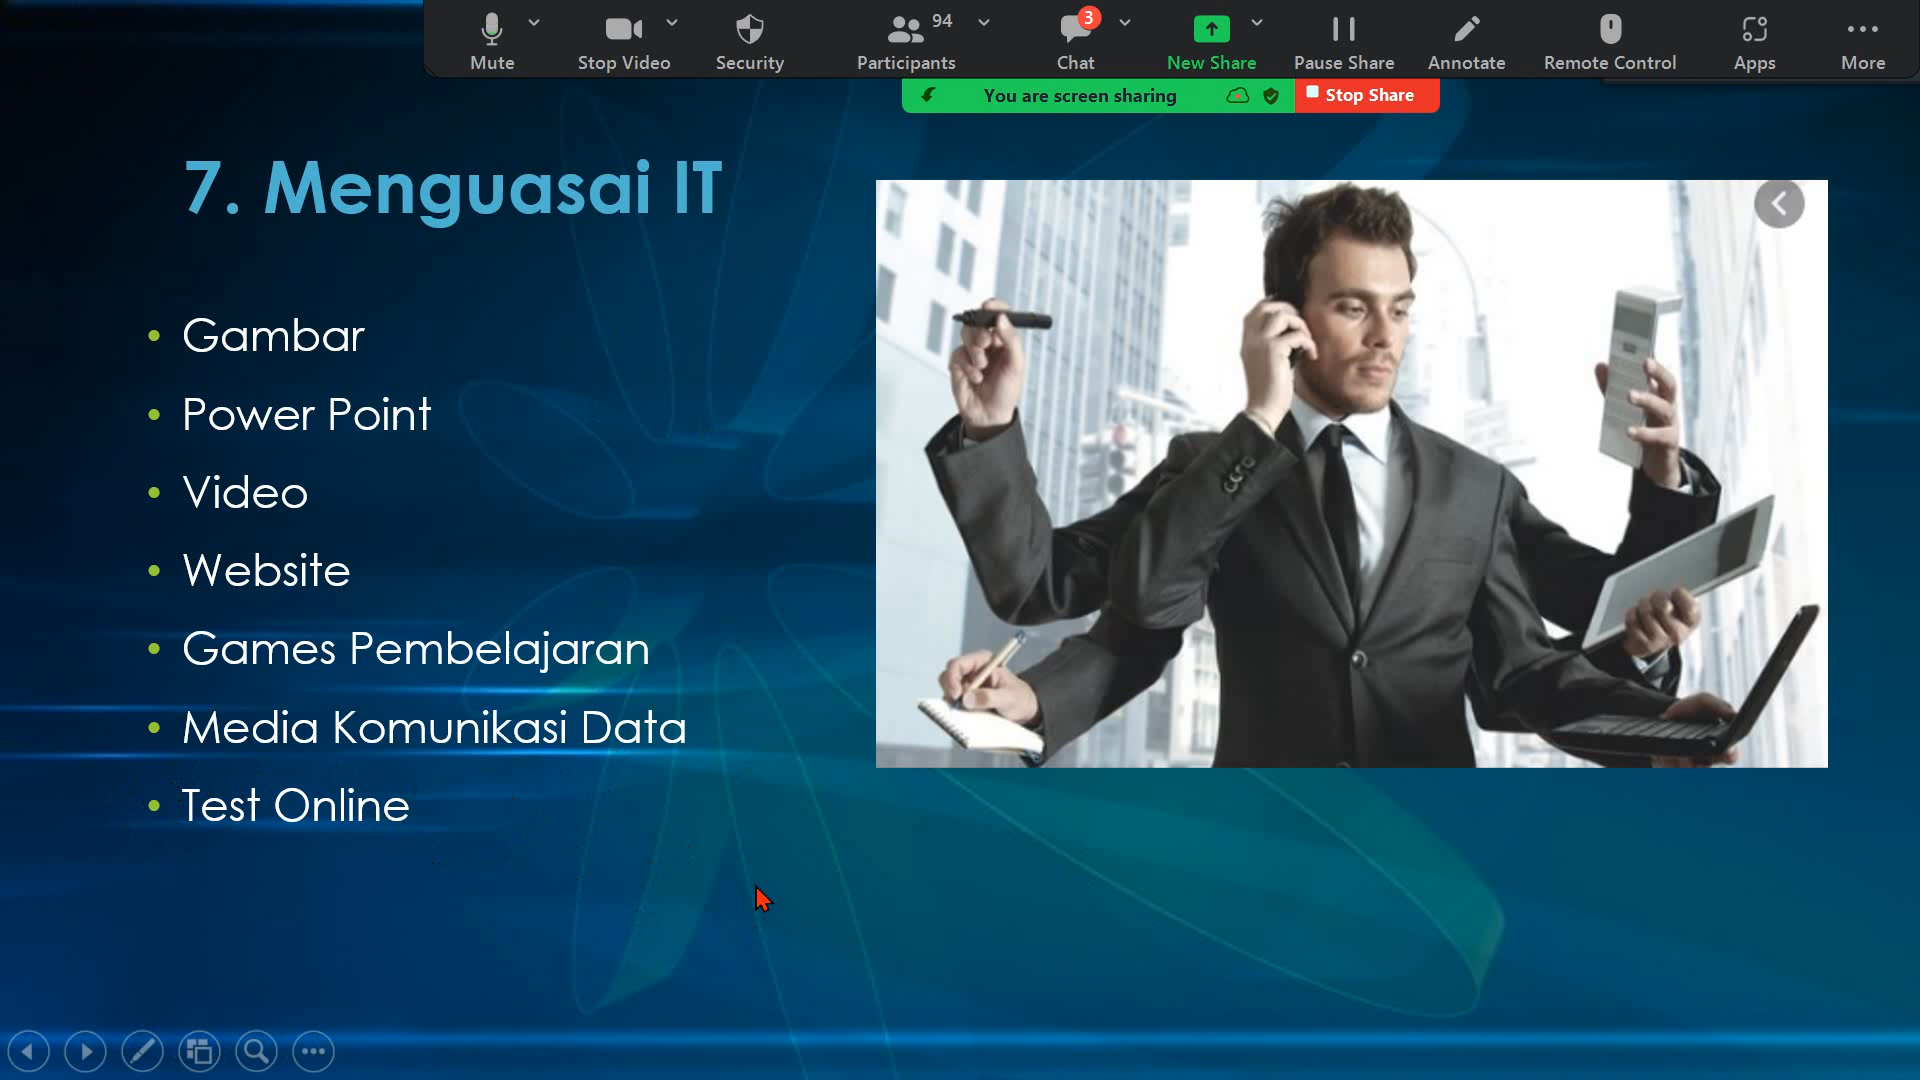 Mute
Stop Video
Security
Participants
94
Chat
3
New Share
Pause Share
Annotate
Remote Control
Apps
More
You are screen sharing
Stop Share
7. Menguasai IT
• Gambar
• Power Point
• Video
• Website
• Games Pembelajaran
• Media Komunikasi Data
• Test Online